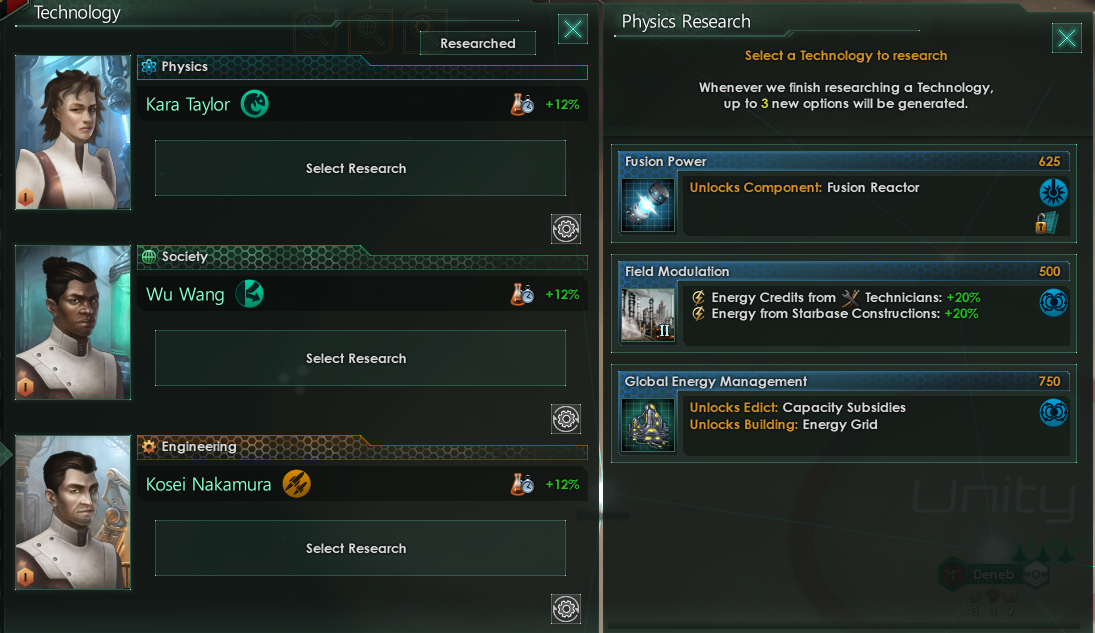 Technology
Researched
Physics
Kara Taylor
+12%
Select Research
I
Society
Wu Wang
+12%
Select Research
I
Engineering
Kosei Nakamura
+12%
Select Research
I
Physics Research
Select a Technology to research
Whenever we finish researching a Technology,
up to 3 new options will be generated.
Fusion Power 625
Unlocks Component: Fusion Reactor
Field Modulation 500
Energy Credits from Technicians: +20%
Energy from Starbase Constructions: +20%
II
Global Energy Management 750
Unlocks Edict: Capacity Subsidies
Unlocks Building: Energy Grid
Unity
Deneb